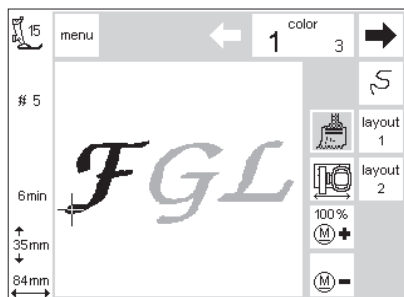 15
menu
color
1 3
# 5
FGL
layout
1
layout
2
6min
100%
M +
35mm
M -
84mm